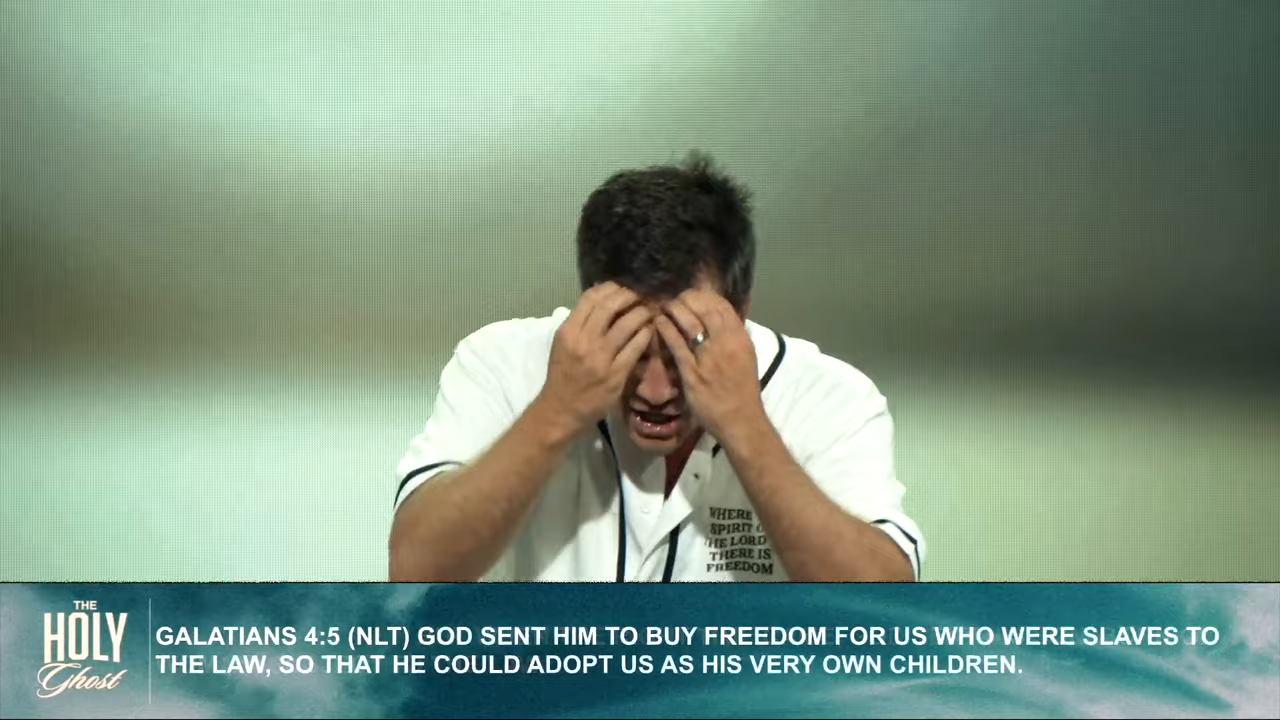 WHERE
SPIRIT
THE LORD
THERE IS
FREEDOM
THE
HOLY
Ghost
GALATIANS 4:5 (NLT) GOD SENT HIM TO BUY FREEDOM FOR US WHO WERE SLAVES TO
THE LAW, SO THAT HE COULD ADOPT US AS HIS VERY OWN CHILDREN.